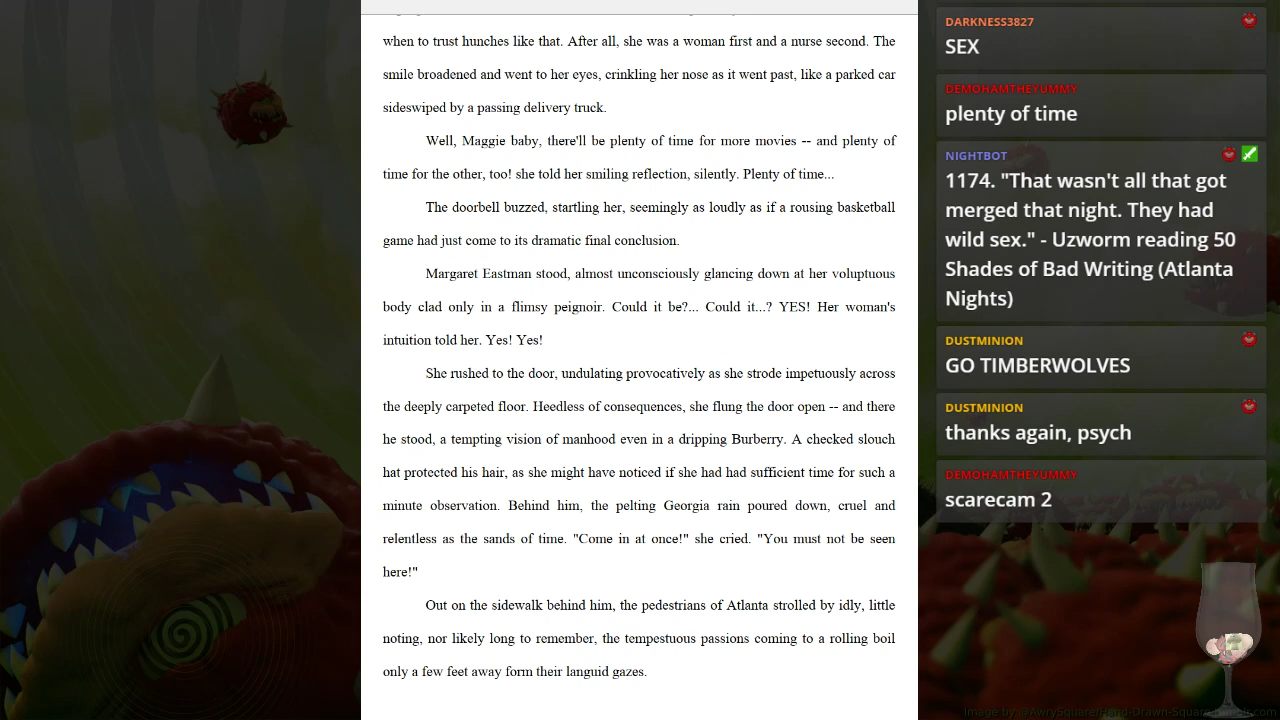 when to trust hunches like that. After all, she was a woman first and a nurse second. The
smile broadened and went to her eyes, crinkling her nose as it went past, like a parked car
sideswiped by a passing delivery truck.
Well, Maggie baby, there'll be plenty of time for more movies -- and plenty of
time for the other, too! she told her smiling reflection, silently. Plenty of time...
The doorbell buzzed, startling her, seemingly as loudly as if a rousing basketball
game had just come to its dramatic final conclusion.
Margaret Eastman stood, almost unconsciously glancing down at her voluptuous
body clad only in a flimsy peignoir. Could it be?... Could it...? YES! Her woman's
intuition told her. Yes! Yes!
She rushed to the door, undulating provocatively as she strode impetuously across
the deeply carpeted floor. Heedless of consequences, she flung the door open -- and there
he stood, a tempting vision of manhood even in a dripping Burberry. A checked slouch
hat protected his hair, as she might have noticed if she had had sufficient time for such a
minute observation. Behind him, the pelting Georgia rain poured down, cruel and
relentless as the sands of time. "Come in at once!" she cried. "You must not be seen
here!"
Out on the sidewalk behind him, the pedestrians of Atlanta strolled by idly, little
noting, nor likely long to remember, the tempestuous passions coming to a rolling boil
only a few feet away form their languid gazes.
DARKNESS3827
SEX
DEMOHAMTHEYUMMY
plenty of time
NIGHTBOT
1174. "That wasn't all that got
merged that night. They had
wild sex." - Uzworm reading 50
Shades of Bad Writing (Atlanta
Nights)
DUSTMINION
GO TIMBERWOLVES
DUSTMINION
thanks again, psych
DEMOHAMTHEYUMMY
scarecam 2